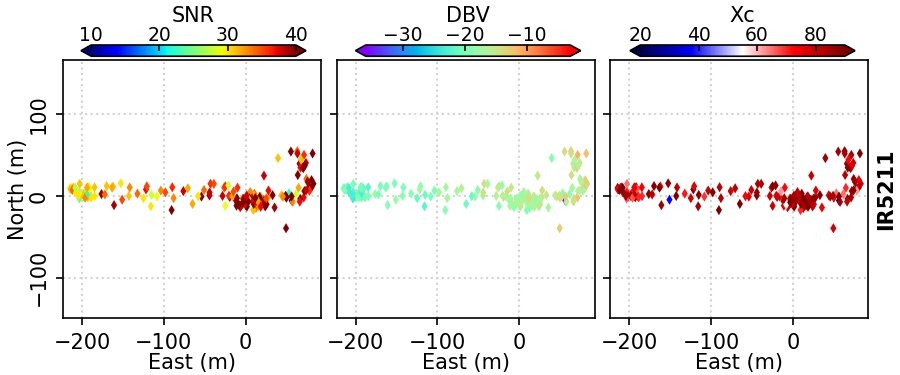 SNR DBV Xc
10 20 30 40 −30 −20 −10 20 40 60 80
100
0
−100
North (m)
−200 −100 0 −200 −100 0 −200 −100 0
East (m) East (m) East (m)
IR5211